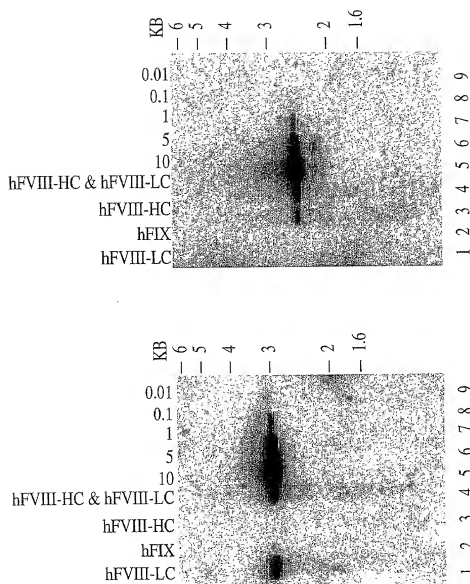 KB
6
5
4
3
2
1.6
0.01
0.1
1
5
10
hFVIII-HC & hFVIII-LC
hFVIII-HC
hFIX
hFVIII-LC
1 2 3 4 5 6 7 8 9
KB
6
5
4
3
2
1.6
0.01
0.1
1
5
10
hFVIII-HC & hFVIII-LC
hFVIII-HC
hFIX
hFVIII-LC
1 2 3 4 5 6 7 8 9